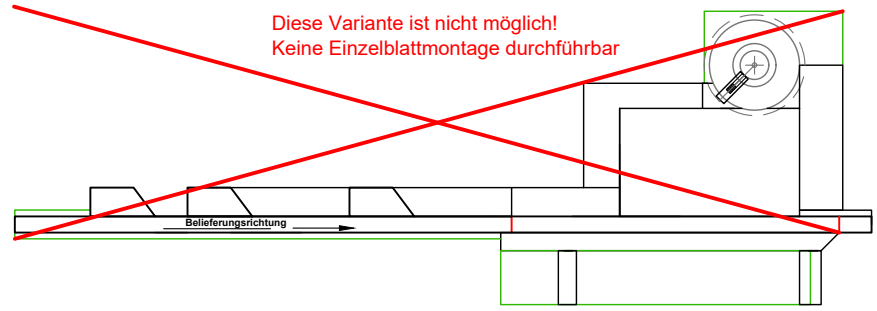 Diese Variante ist nicht möglich!
Keine Einzelblattmontage durchführbar
Belieferungsrichtung